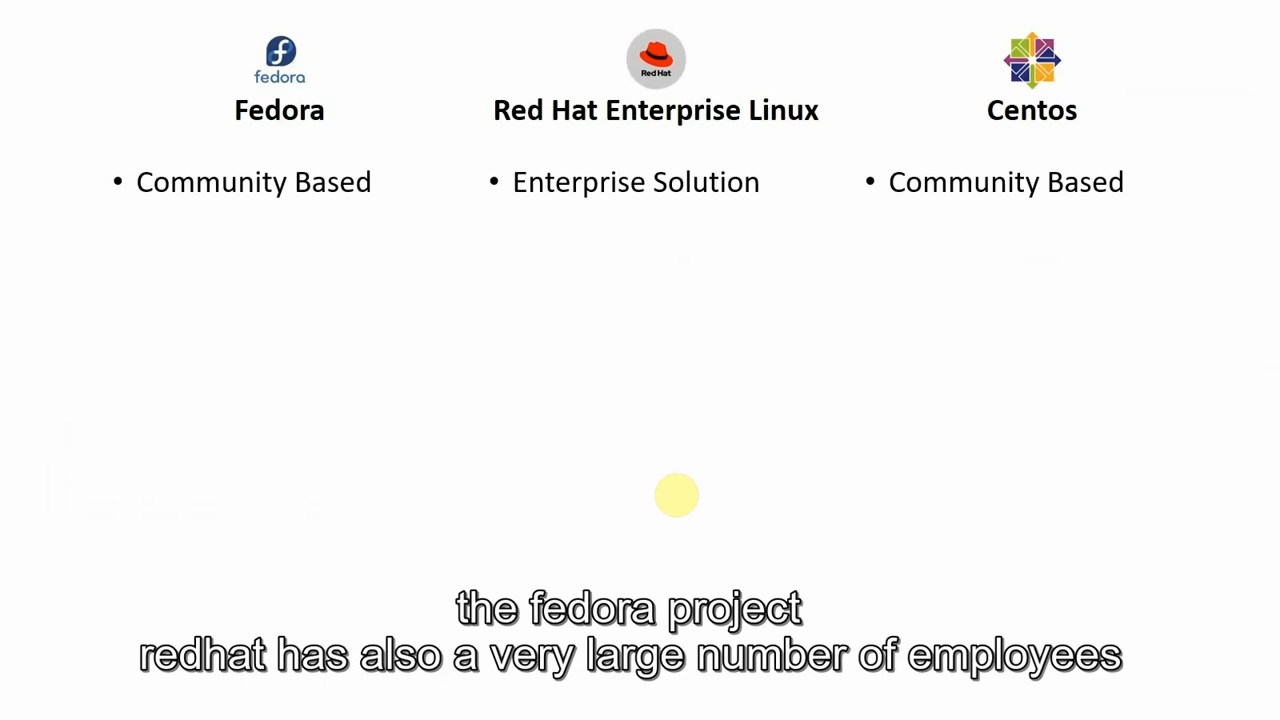 fedora
Red Hat
Fedora
Red Hat Enterprise Linux
Centos
• Community Based
• Enterprise Solution
• Community Based
the fedora project
redhat has also a very large number of employees